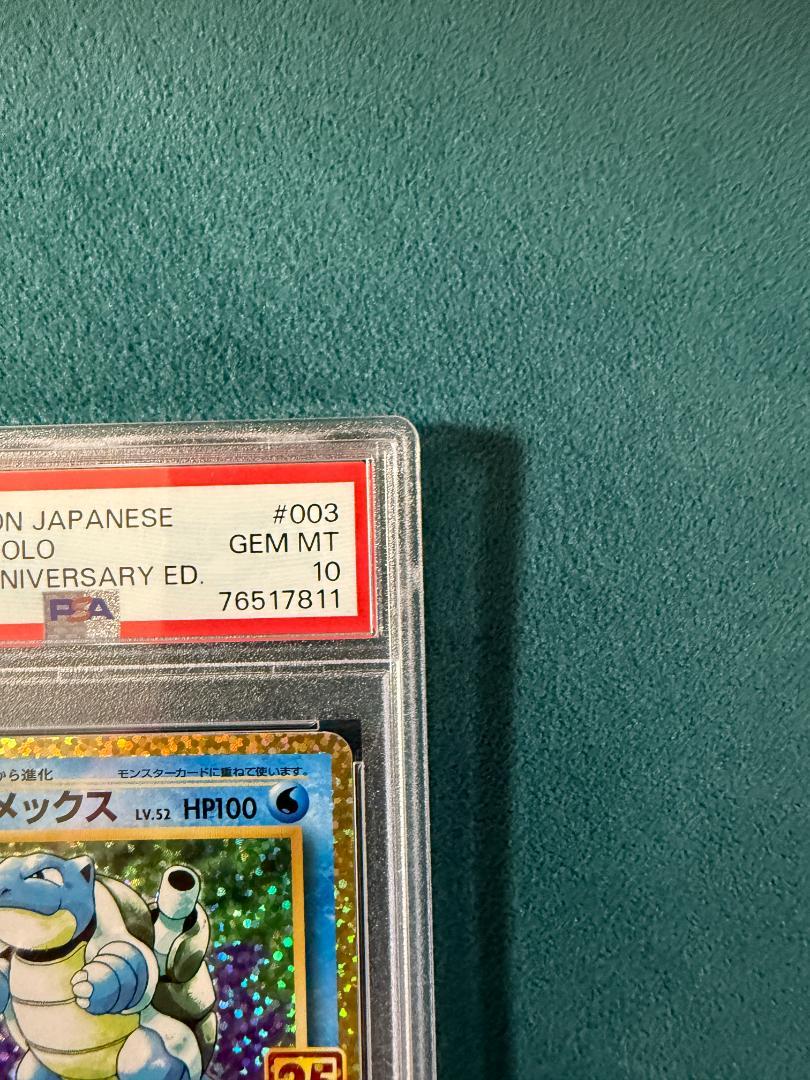 ON JAPANESE #003
OLO GEM MT
NIVERSARY ED. 10
PSA 76517811
から進化 モンスターカードに重ねて使います。
メックス LV.52 HP100
25